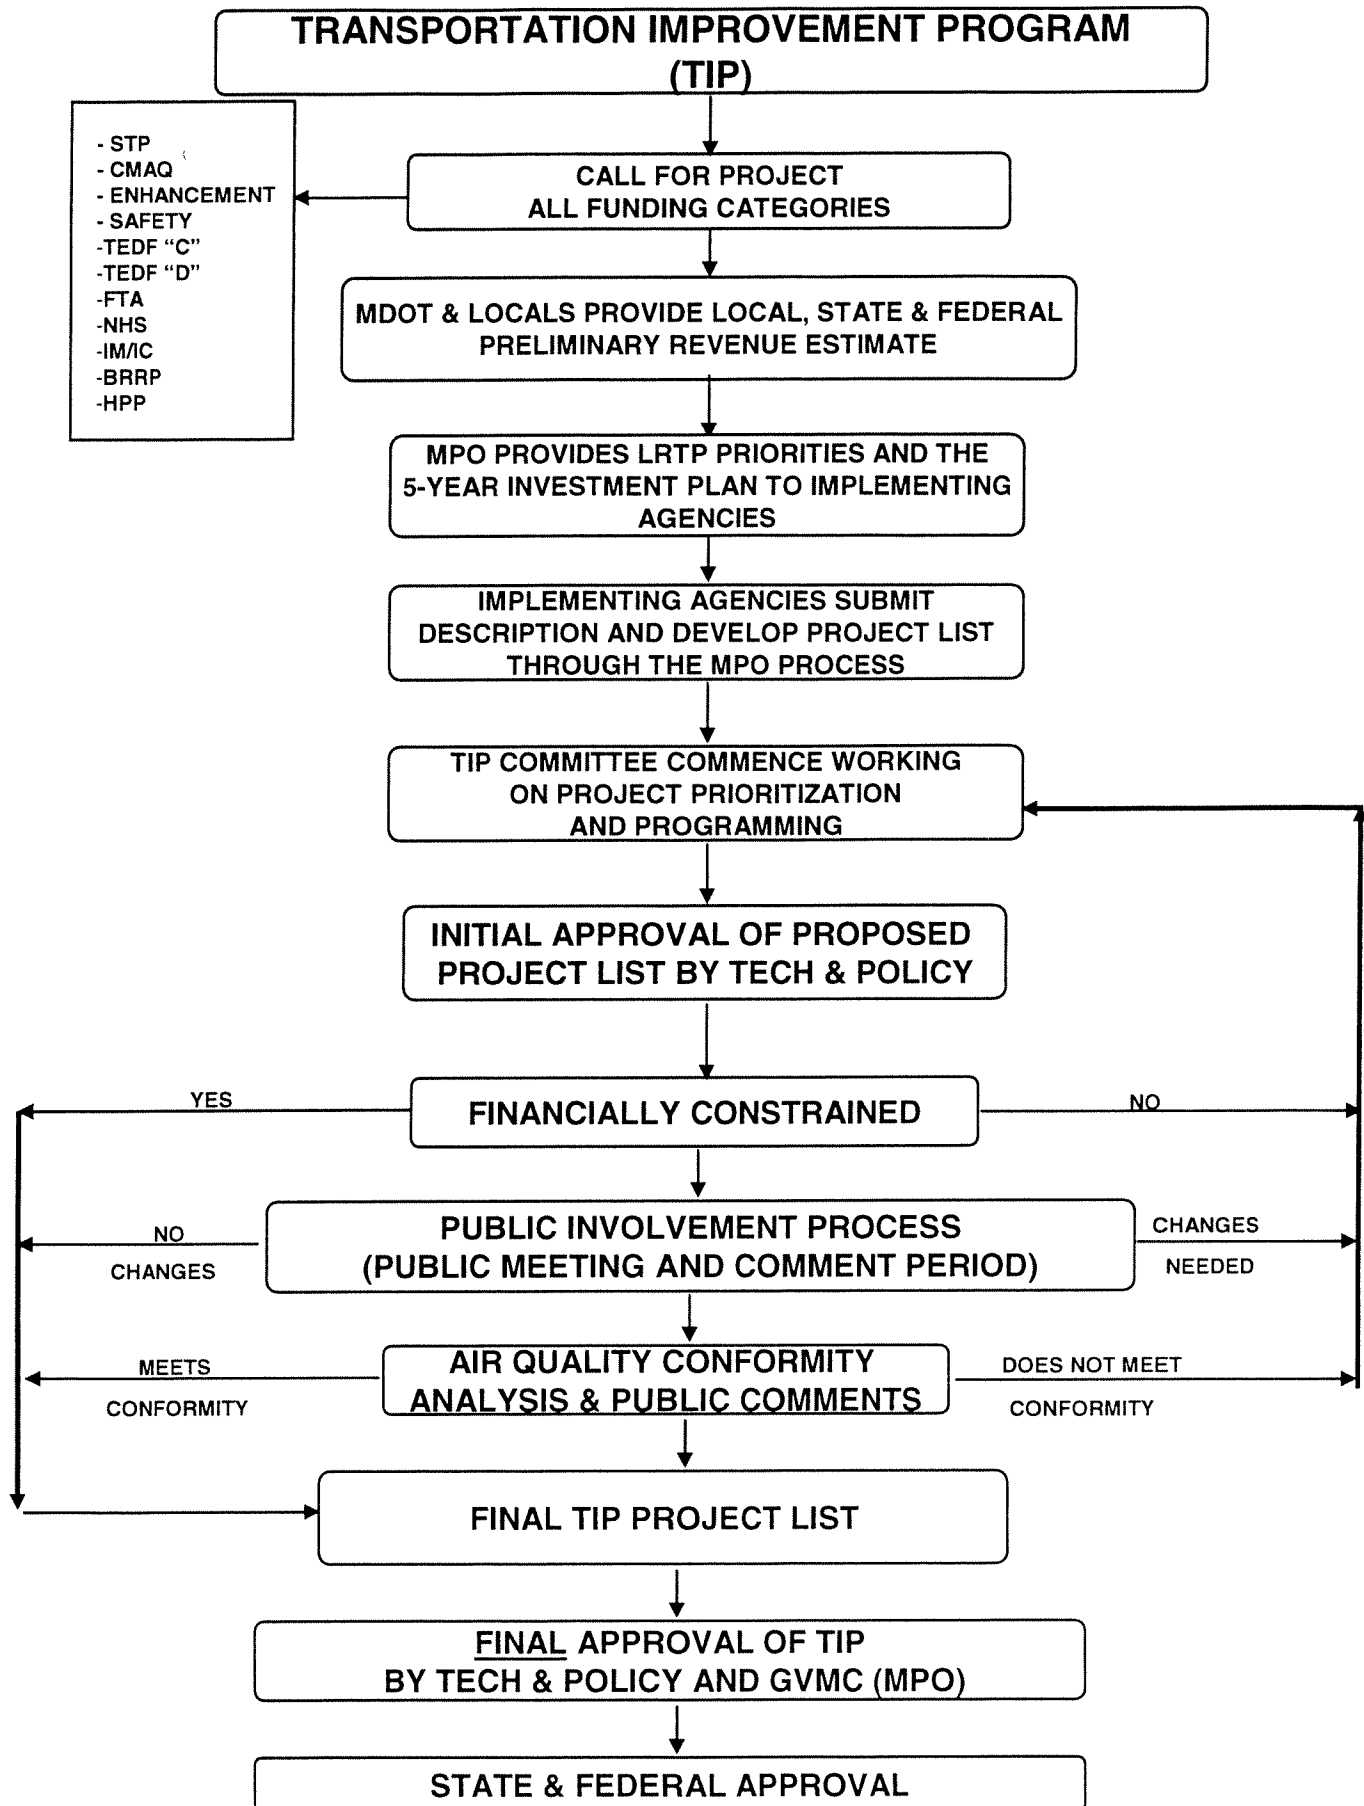 TRANSPORTATION IMPROVEMENT PROGRAM
(TIP)
- STP
- CMAQ
- ENHANCEMENT
- SAFETY
-TEDF “C”
-TEDF “D”
-FTA
-NHS
-IM/IC
-BRRP
-HPP
CALL FOR PROJECT
ALL FUNDING CATEGORIES
MDOT & LOCALS PROVIDE LOCAL, STATE & FEDERAL
PRELIMINARY REVENUE ESTIMATE
MPO PROVIDES LRTP PRIORITIES AND THE
5-YEAR INVESTMENT PLAN TO IMPLEMENTING
AGENCIES
IMPLEMENTING AGENCIES SUBMIT
DESCRIPTION AND DEVELOP PROJECT LIST
THROUGH THE MPO PROCESS
TIP COMMITTEE COMMENCE WORKING
ON PROJECT PRIORITIZATION
AND PROGRAMMING
INITIAL APPROVAL OF PROPOSED
PROJECT LIST BY TECH & POLICY
YES
FINANCIALLY CONSTRAINED
NO
NO
CHANGES
PUBLIC INVOLVEMENT PROCESS
(PUBLIC MEETING AND COMMENT PERIOD)
CHANGES
NEEDED
MEETS
CONFORMITY
AIR QUALITY CONFORMITY
ANALYSIS & PUBLIC COMMENTS
DOES NOT MEET
CONFORMITY
FINAL TIP PROJECT LIST
FINAL APPROVAL OF TIP
BY TECH & POLICY AND GVMC (MPO)
STATE & FEDERAL APPROVAL